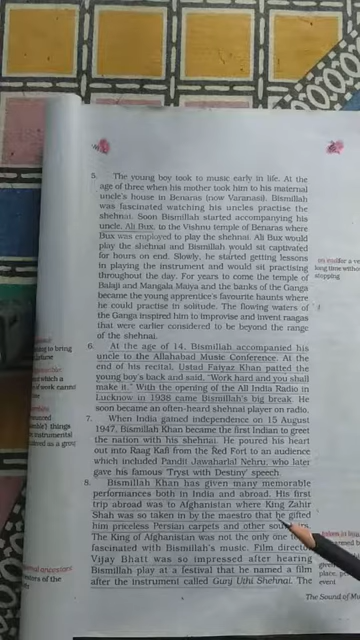 5. The young boy took to music early in life. At the
age of three when his mother took him to his maternal
uncle's house in Benaras (now Varanasi), Bismillah
was fascinated watching his uncles practise the
shehnai. Soon Bismillah started accompanying his
uncle, Ali Bux, to the Vishnu temple of Benaras where
Bux was employed to play the shehnai. Ali Bux would
play the shehnai and Bismillah would sit captivated
for hours on end. Slowly, he started getting lessons
in playing the instrument and would sit practising
throughout the day. For years to come the temple of
Balaji and Mangala Maiya and the banks of the Ganga
became the young apprentice's favourite haunts where
he could practise in solitude. The flowing waters of
the Ganga inspired him to improvise and invent raagas
that were earlier considered to be beyond the range
of the shehnai.
6. At the age of 14, Bismillah accompanied his
uncle to the Allahabad Music Conference. At the
end of his recital, Ustad Faiyaz Khan patted the
young boy's back and said, "Work hard and you shall
make it." With the opening of the All India Radio in
Lucknow in 1938 came Bismillah's big break. He
soon became an often-heard shehnai player on radio.
7. When India gained independence on 15 August
1947, Bismillah Khan became the first Indian to greet
the nation with his shehnai. He poured his heart
out into Raag Kafi from the Red Fort to an audience
which included Pandit Jawaharlal Nehru, who later
gave his famous 'Tryst with Destiny' speech.
8. Bismillah Khan has given many memorable
performances both in India and abroad. His first
trip abroad was to Afghanistan where King Zahir
Shah was so taken in by the maestro that he gifted
him priceless Persian carpets and other
The King of Afghanistan was not the only one
fascinated with Bismillah's music. Film
Vijay Bhatt was so impressed after hearing
Bismillah play at a festival that he named a film
after the instrument called Gunj Uthi Shehnai. The
long time
stopping
to bring
which a
of
things
instrumental
as a
of the
place,
event
The Sound of